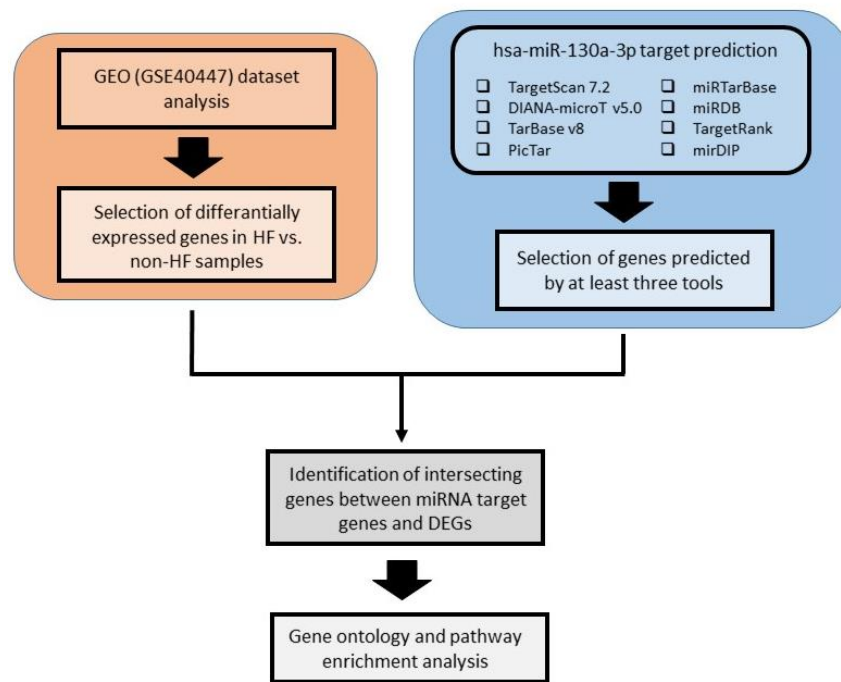 GEO (GSE40447) dataset
analysis
Selection of differantially
expressed genes in HF vs.
non-HF samples
hsa-miR-130a-3p target prediction
TargetScan 7.2
DIANA-microT v5.0
TarBase v8
PicTar
miRTarBase
miRDB
TargetRank
mirDIP
Selection of genes predicted
by at least three tools
Identification of intersecting
genes between miRNA target
genes and DEGs
Gene ontology and pathway
enrichment analysis